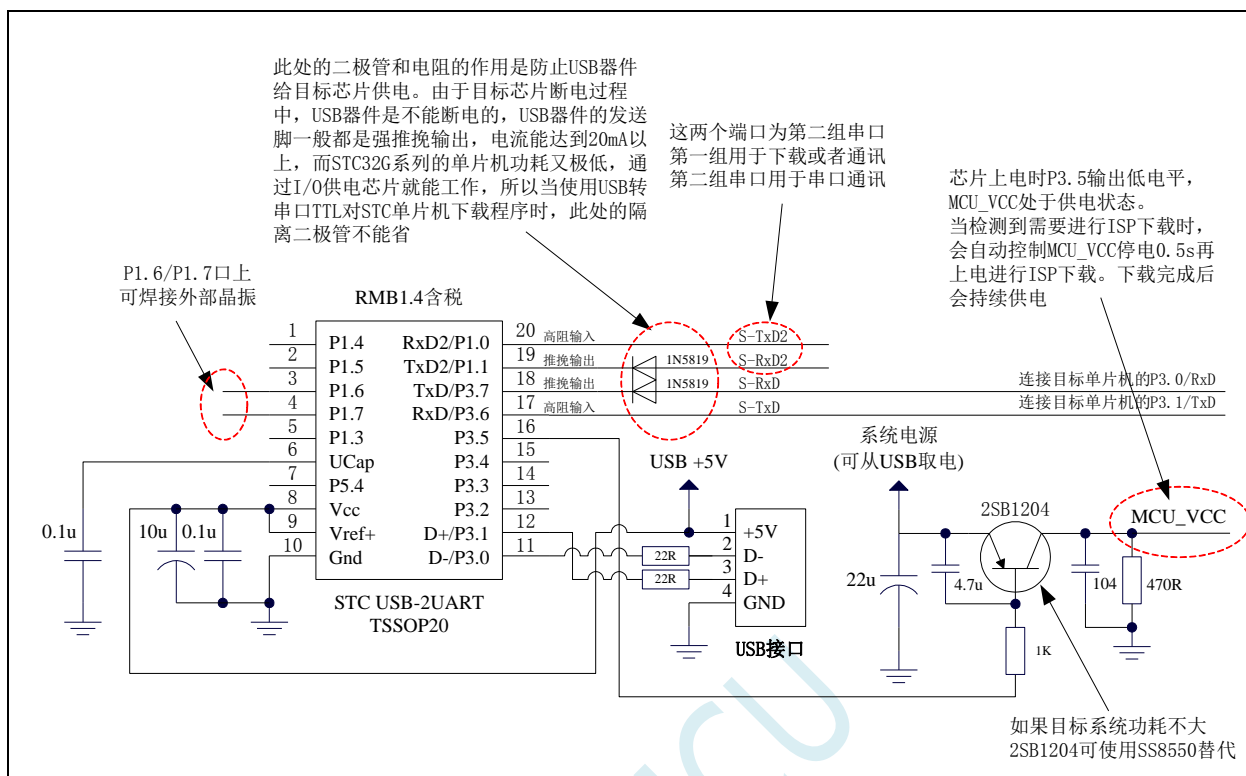 此处的二极管和电阻的作用是防止USB器件
给目标芯片供电。由于目标芯片断电过程
中，USB器件是不能断电的，USB器件的发送
脚一般都是强推挽输出，电流能达到20mA以
上，而STC32G系列的单片机功耗又极低，通
过I/O供电芯片就能工作，所以当使用USB转
串口TTL对STC单片机下载程序时，此处的隔
离二极管不能省
这两个端口为第二组串口
第一组用于下载或者通讯
第二组串口用于串口通讯
芯片上电时P3.5输出低电平，
MCU_VCC处于供电状态。
当检测到需要进行ISP下载时，
会自动控制MCU_VCC停电0.5s再
上电进行ISP下载。下载完成后
会持续供电
P1.6/P1.7口上
可焊接外部晶振
RMB1.4含税
1 P1.4 RxD2/P1.0 20 高阻输入 S-TxD2
2 P1.5 TxD2/P1.1 19 推挽输出 1N5819 S-RxD2
3 P1.6 TxD/P3.7 18 推挽输出 1N5819 S-RxD 连接目标单片机的P3.0/RxD
4 P1.7 RxD/P3.6 17 高阻输入 S-TxD 连接目标单片机的P3.1/TxD
5 P1.3 P3.5 16
6 UCap P3.4 15
7 P5.4 P3.3 14
8 Vcc P3.2 13
9 Vref+ D+/P3.1 12
10 Gnd D-/P3.0 11
STC USB-2UART
TSSOP20
0.1u
10u
0.1u
22R
22R
USB +5V
1 +5V
2 D-
3 D+
4 GND
USB接口
系统电源
(可从USB取电)
2SB1204
MCU_VCC
22u
4.7u
104
470R
1K
如果目标系统功耗不大
2SB1204可使用SS8550替代